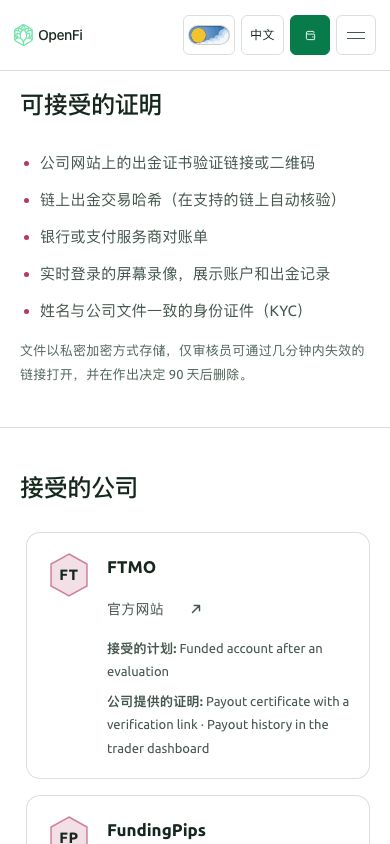 OpenFi
中文
可接受的证明
公司网站上的出金证书验证链接或二维码
链上出金交易哈希（在支持的链上自动核验）
银行或支付服务商对账单
实时登录的屏幕录像，展示账户和出金记录
姓名与公司文件一致的身份证件（KYC）
文件以私密加密方式存储，仅审核员可通过几分钟内失效的
链接打开，并在作出决定 90 天后删除。
接受的公司
FT
FTMO
官方网站
接受的计划: Funded account after an
evaluation
公司提供的证明: Payout certificate with a
verification link · Payout history in the
trader dashboard
FP
FundingPips